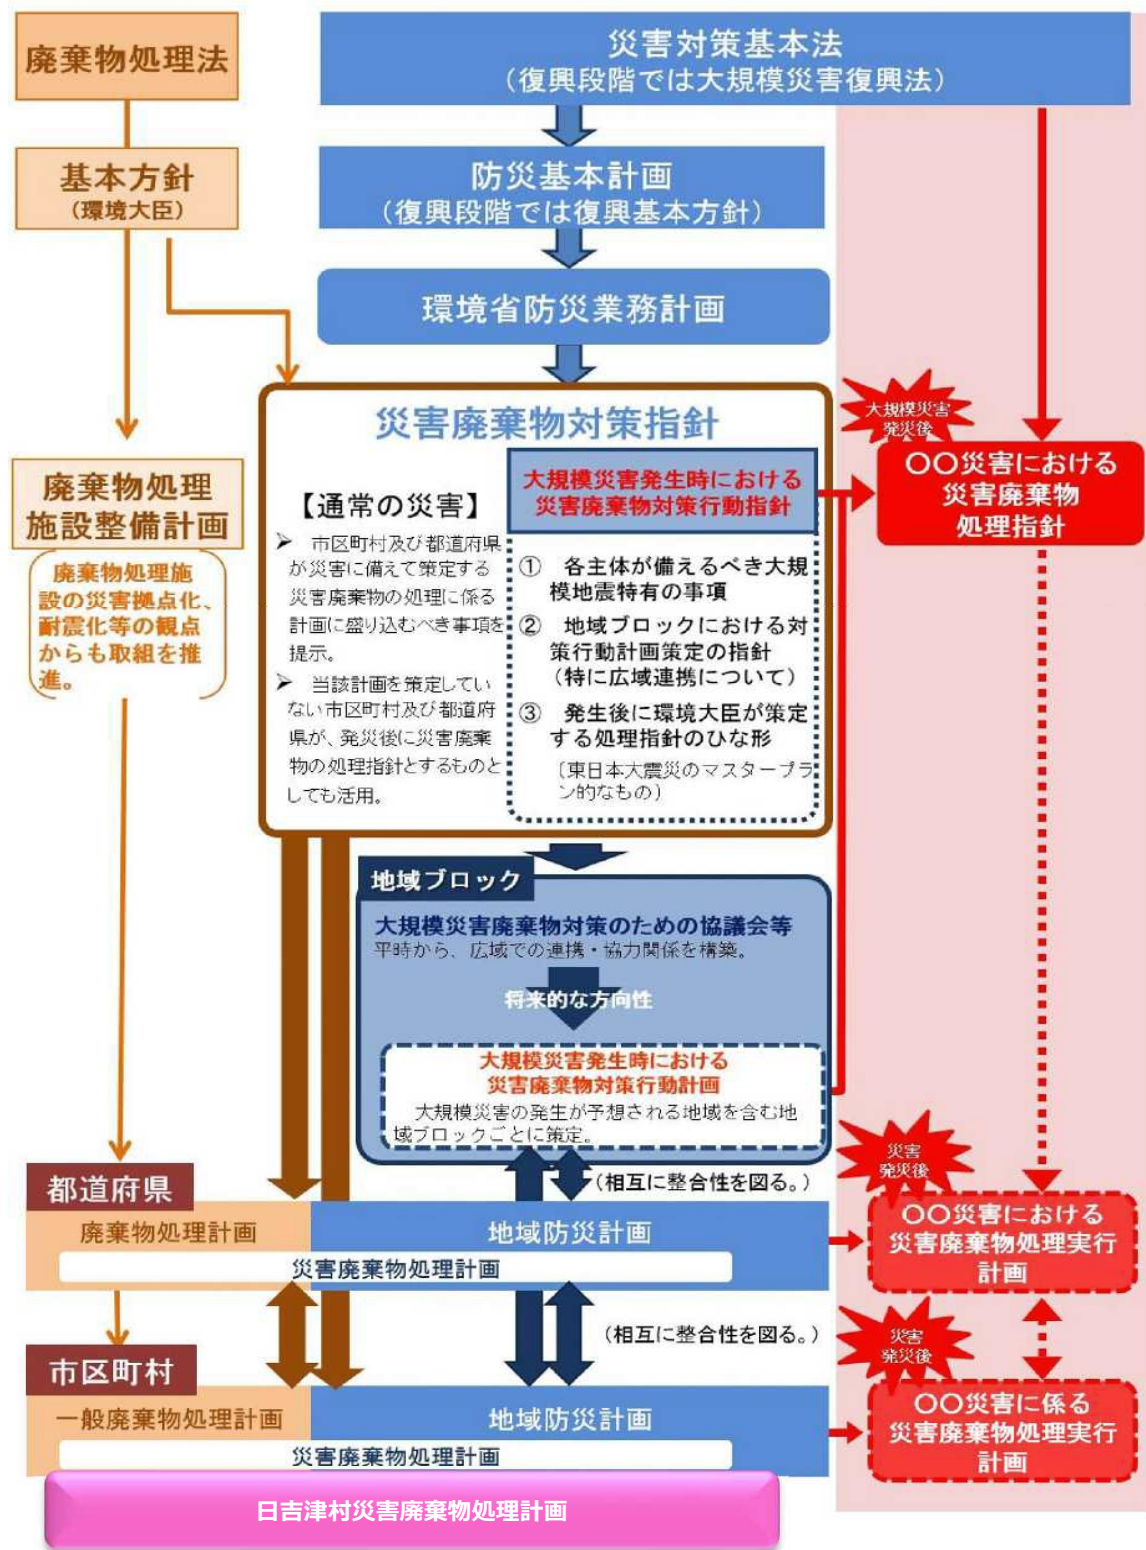 廃棄物処理法
災害対策基本法
(復興段階では大規模災害復興法)
基本方針
(環境大臣)
防災基本計画
(復興段階では復興基本方針)
環境省防災業務計画
災害廃棄物対策指針
【通常の災害】
➢ 市区町村及び都道府県
が災害に備えて策定する
災害廃棄物の処理に係る
計画に盛り込むべき事項を
提示。
➢ 当該計画を策定してい
ない市区町村及び都道府
県が、発災後に災害廃棄
物の処理指針とするものと
しても活用。
大規模災害発生時における
災害廃棄物対策行動指針
① 各主体が備えるべき大規
模地震特有の事項
② 地域ブロックにおける対
策行動計画策定の指針
(特に広域連携について)
③ 発生後に環境大臣が策定
する処理指針のひな形
〔東日本大震災のマスタープラ
ン的なもの〕
大規模災害
発災後
〇〇災害における
災害廃棄物
処理指針
廃棄物処理
施設整備計画
廃棄物処理施
設の災害拠点化、
耐震化等の観点
からも取組を推
進。
地域ブロック
大規模災害廃棄物対策のための協議会等
平時から、広域での連携・協力関係を構築。
将来的な方向性
大規模災害発生時における
災害廃棄物対策行動計画
大規模災害の発生が予想される地域を含む地
域ブロックごとに策定。
(相互に整合性を図る。)
都道府県
廃棄物処理計画
地域防災計画
災害廃棄物処理計画
災害
発災後
〇〇災害における
災害廃棄物処理実行
計画
(相互に整合性を図る。)
市区町村
一般廃棄物処理計画
地域防災計画
災害廃棄物処理計画
災害
発災後
〇〇災害に係る
災害廃棄物処理実行
計画
日吉津村災害廃棄物処理計画